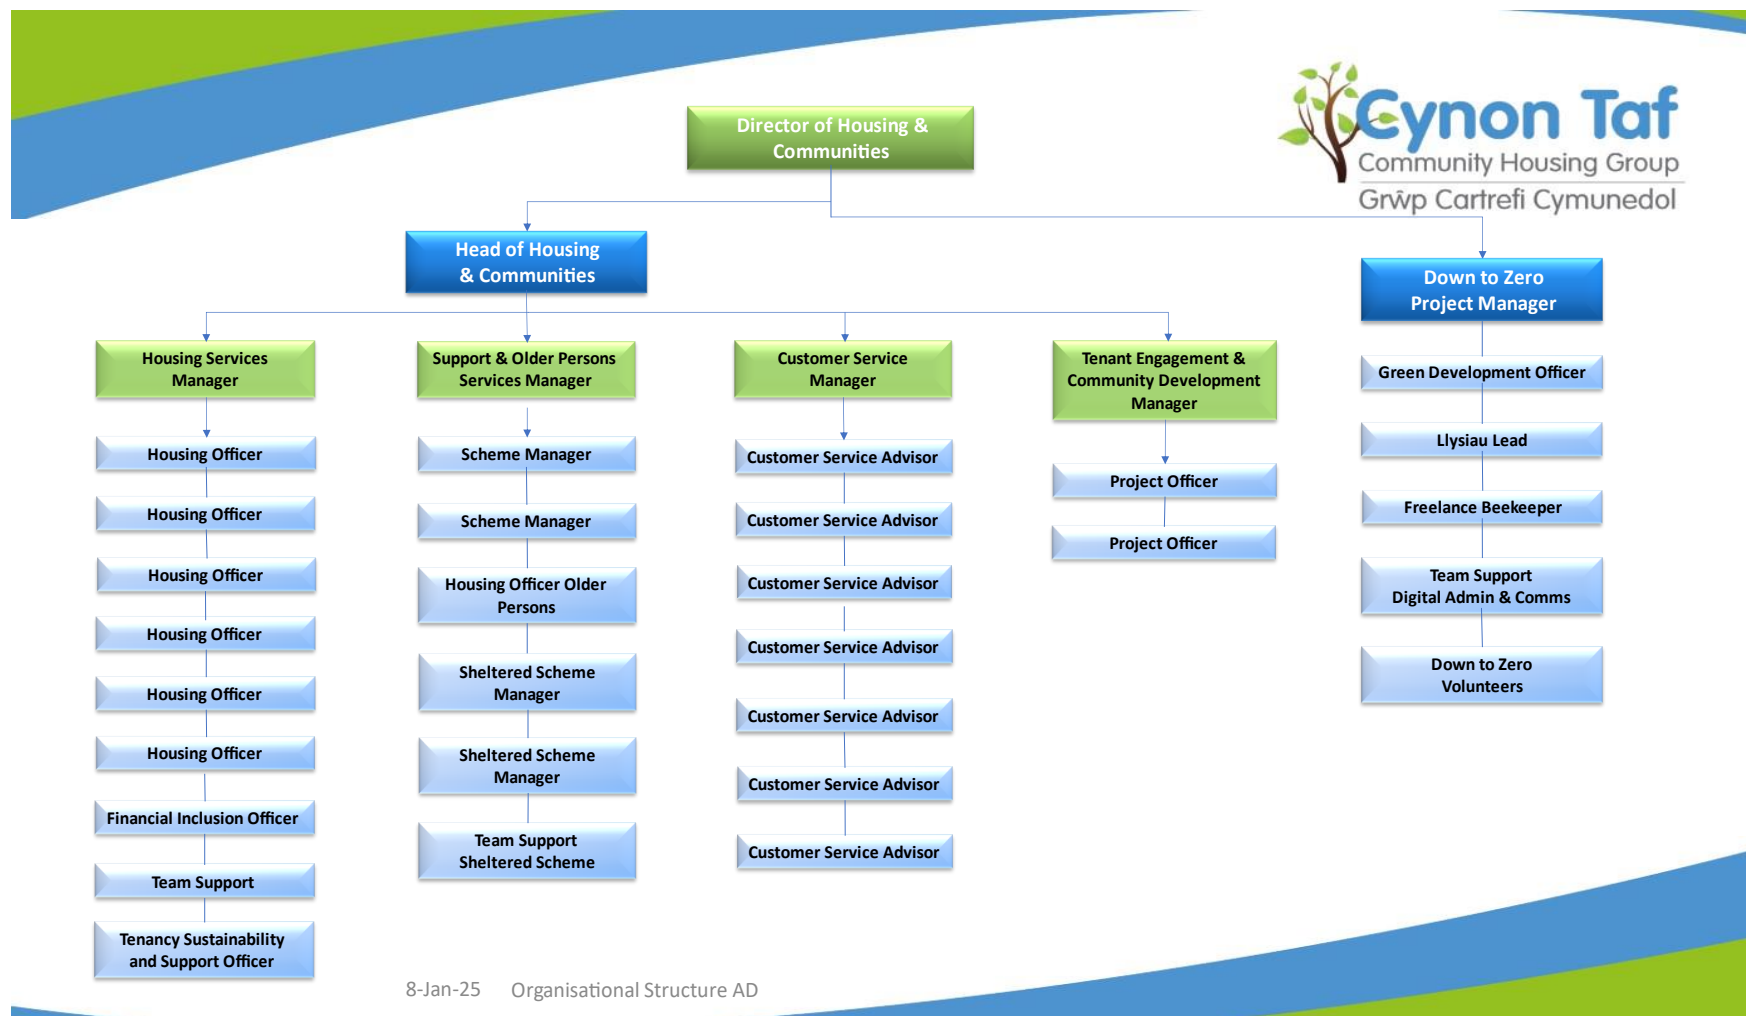 Director of Housing &
Communities
Cynon Taf
Community Housing Group
Grŵp Cartrefi Cymunedol
Head of Housing
& Communities
Down to Zero
Project Manager
Housing Services
Manager
Housing Officer
Housing Officer
Housing Officer
Housing Officer
Housing Officer
Housing Officer
Financial Inclusion Officer
Team Support
Tenancy Sustainability
and Support Officer
Support & Older Persons
Services Manager
Scheme Manager
Scheme Manager
Housing Officer Older
Persons
Sheltered Scheme
Manager
Sheltered Scheme
Manager
Team Support
Sheltered Scheme
Customer Service
Manager
Customer Service Advisor
Customer Service Advisor
Customer Service Advisor
Customer Service Advisor
Customer Service Advisor
Customer Service Advisor
Customer Service Advisor
Tenant Engagement &
Community Development
Manager
Project Officer
Project Officer
Green Development Officer
Llysiau Lead
Freelance Beekeeper
Team Support
Digital Admin & Comms
Down to Zero
Volunteers
8-Jan-25 Organisational Structure AD